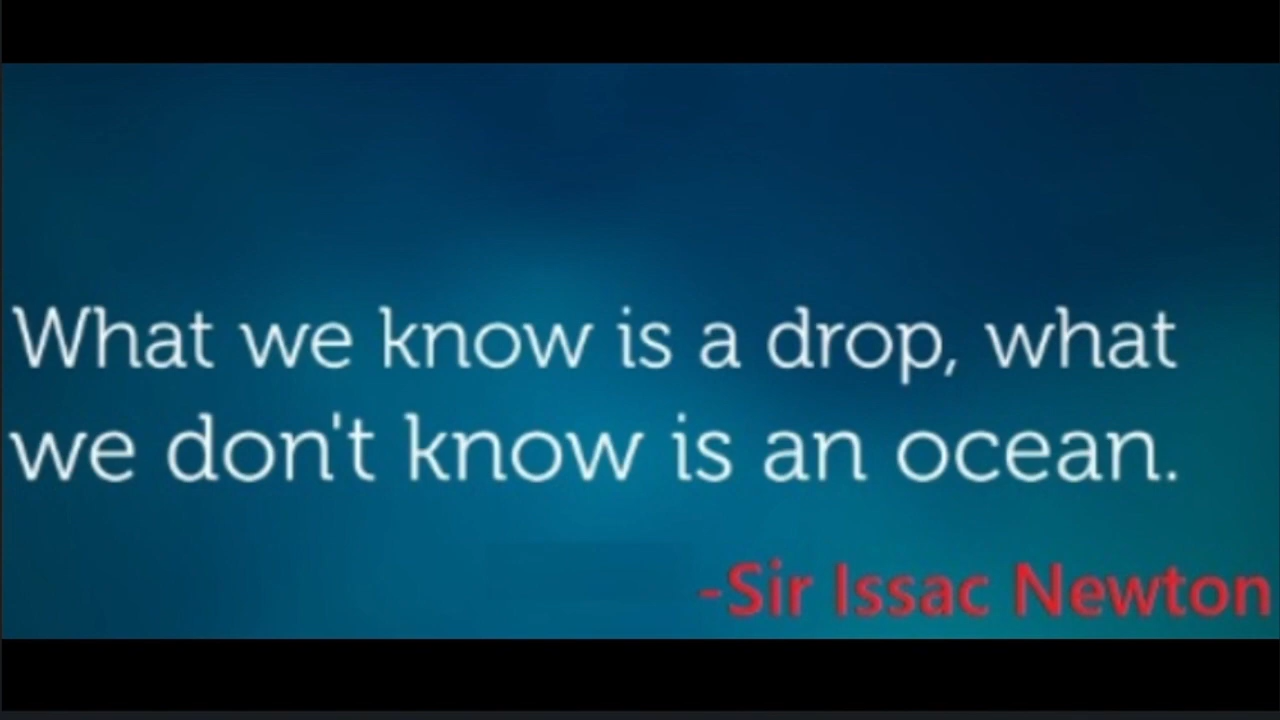 What we know is a drop, what
we don't know is an ocean.
-Sir Issac Newton